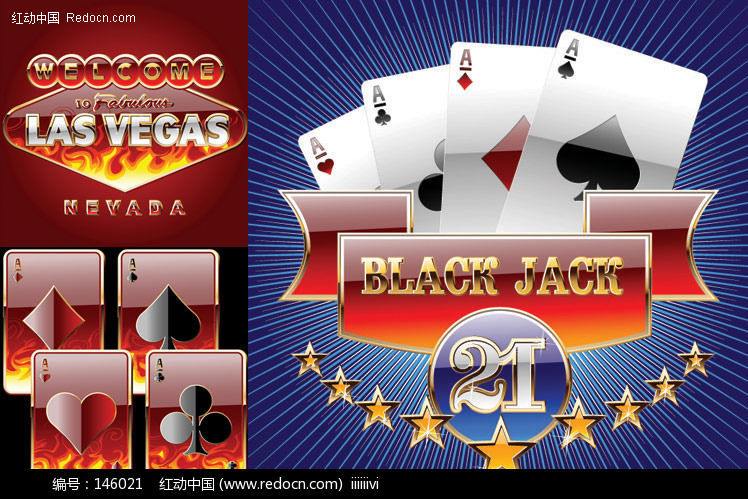 红动中国 Redocn.com
WELCOME
TO Fabulous
LAS VEGAS
NEVADA
A
A
A
A
A
A
A
A
BLACK JACK
21
编号：146021 红动中国 (www.redocn.com) iiiiiivi